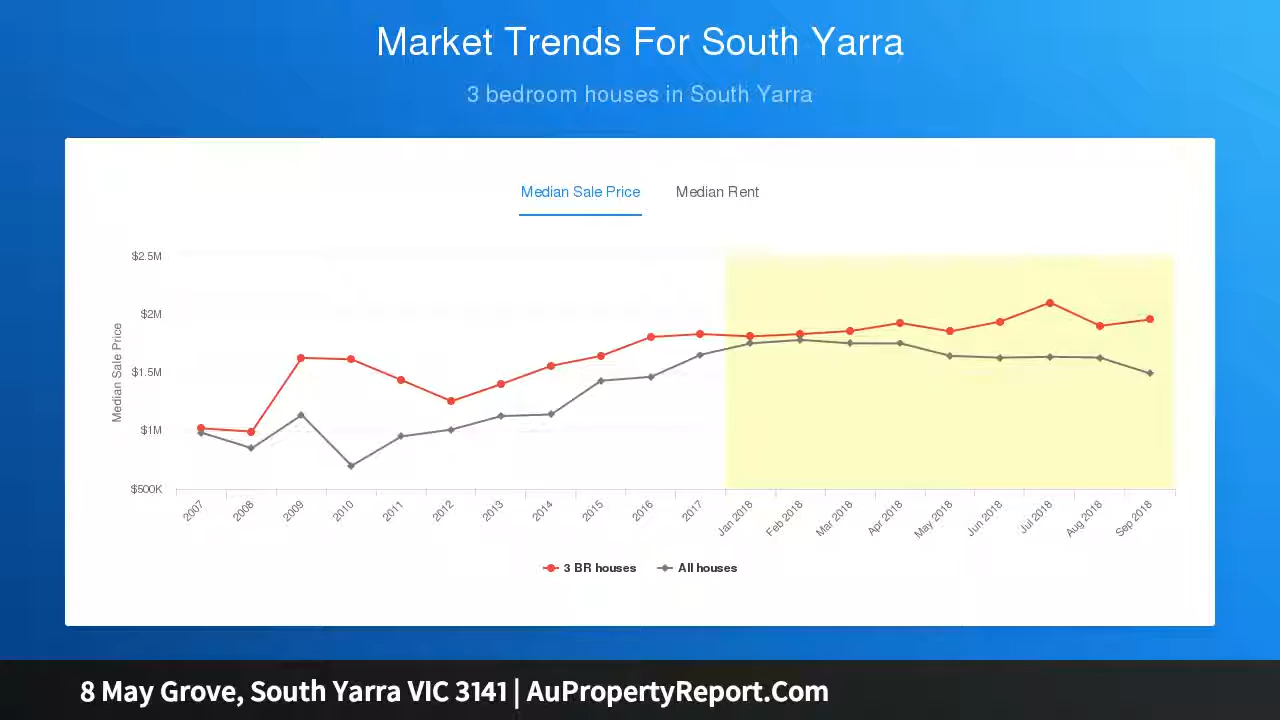 Market Trends For South Yarra
3 bedroom houses in South Yarra
Median Sale Price Median Rent
Median Sale Price
$2.5M
$2M
$1.5M
$1M
$500K
2007 2008 2009 2010 2011 2012 2013 2014 2015 2016 2017 Jan 2018 Feb 2018 Mar 2018 Apr 2018 May 2018 Jun 2018 Jul 2018 Aug 2018 Sep 2018
3 BR houses All houses
8 May Grove, South Yarra VIC 3141 | AuPropertyReport.Com